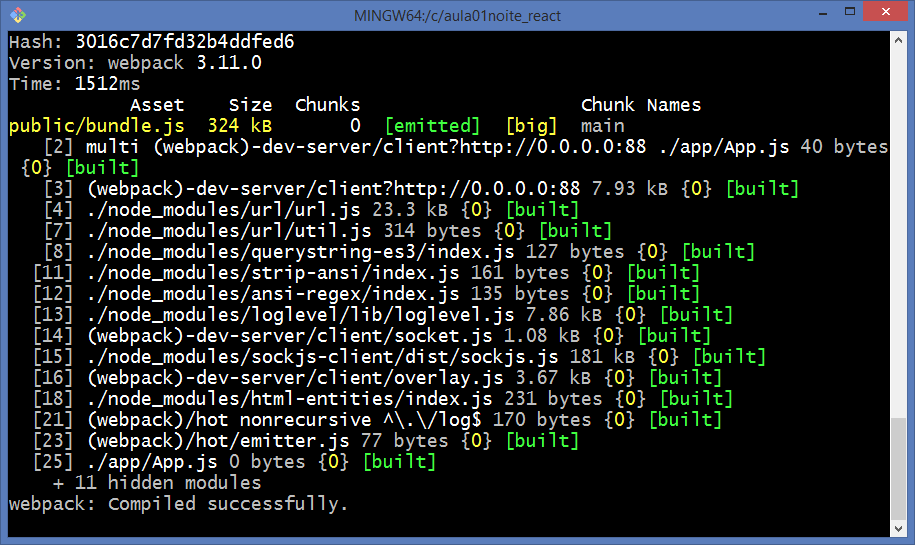 MINGW64:/c/aula01noite_react
Hash: 3016c7d7fd32b4ddfed6
Version: webpack 3.11.0
Time: 1512ms
Asset Size Chunks Chunk Names
public/bundle.js 324 kB 0 [emitted] [big] main
[2] multi (webpack)-dev-server/client?http://0.0.0.0:88 ./app/App.js 40 bytes
{0} [built]
[3] (webpack)-dev-server/client?http://0.0.0.0:88 7.93 kB {0} [built]
[4] ./node_modules/url/url.js 23.3 kB {0} [built]
[7] ./node_modules/url/util.js 314 bytes {0} [built]
[8] ./node_modules/querystring-es3/index.js 127 bytes {0} [built]
[11] ./node_modules/strip-ansi/index.js 161 bytes {0} [built]
[12] ./node_modules/ansi-regex/index.js 135 bytes {0} [built]
[13] ./node_modules/loglevel/lib/loglevel.js 7.86 kB {0} [built]
[14] (webpack)-dev-server/client/socket.js 1.08 kB {0} [built]
[15] ./node_modules/sockjs-client/dist/sockjs.js 181 kB {0} [built]
[16] (webpack)-dev-server/client/overlay.js 3.67 kB {0} [built]
[18] ./node_modules/html-entities/index.js 231 bytes {0} [built]
[21] (webpack)/hot nonrecursive ^\.\/log$ 170 bytes {0} [built]
[23] (webpack)/hot/emitter.js 77 bytes {0} [built]
[25] ./app/App.js 0 bytes {0} [built]
+ 11 hidden modules
webpack: Compiled successfully.